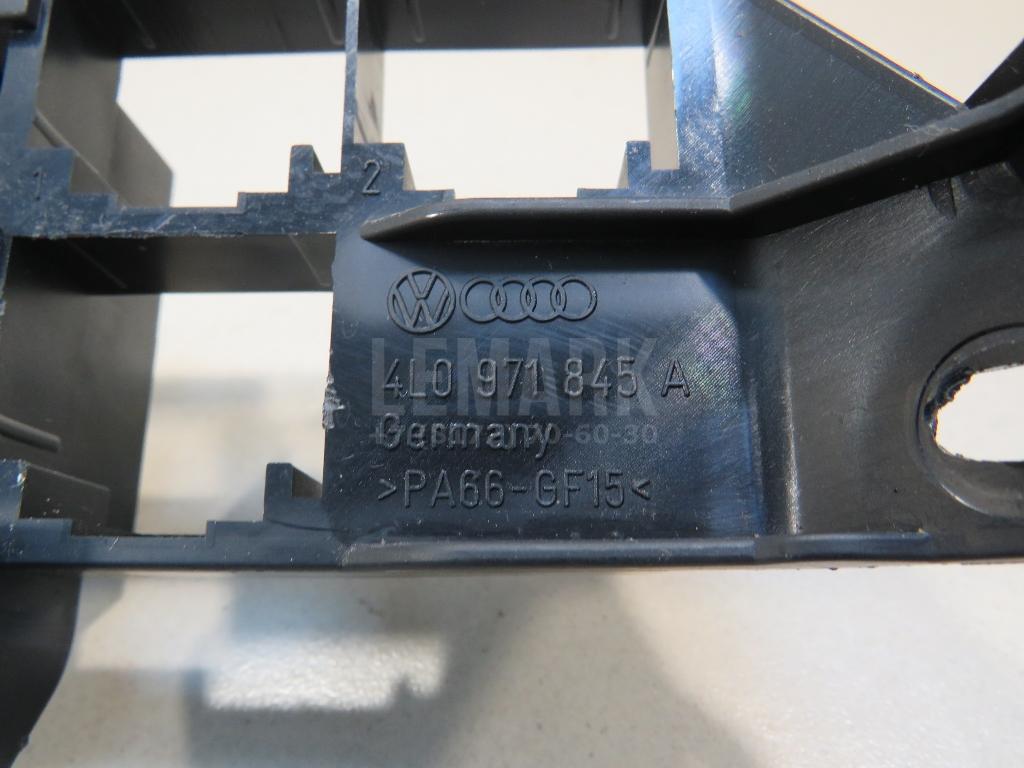 1 2
LEMARK
4L0 971 845 A
Germany
>PA66-GF15<